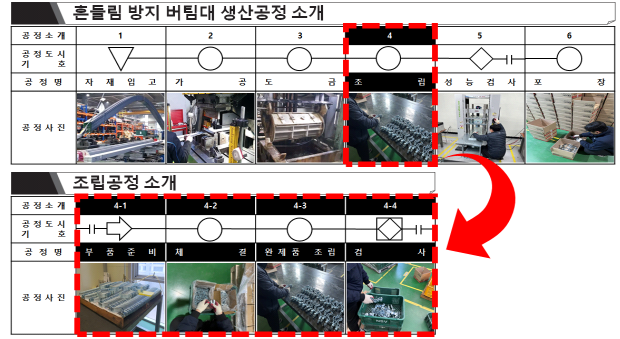 흔들림 방지 버팀대 생산공정 소개
공정소개 1 2 3 4 5 6
공정도시
기 호
공 정 명 자 재 입 고 가 공 도 금 조 립 성 능 검 사 포 장
공정사진
조립공정 소개
공정소개 4-1 4-2 4-3 4-4
공정도시
기 호
공 정 명 부 품 준 비 체 결 완 제 품 조 립 검 사
공정사진